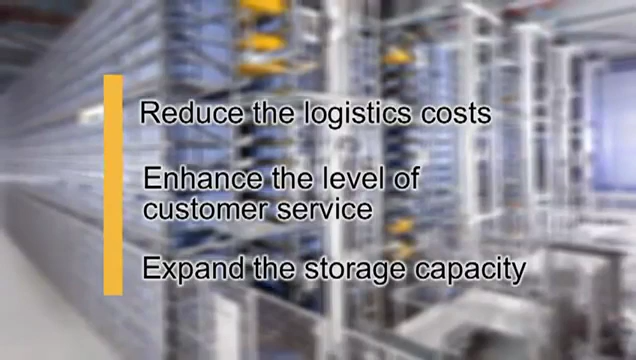 Reduce the logistics costs
Enhance the level of
customer service
Expand the storage capacity